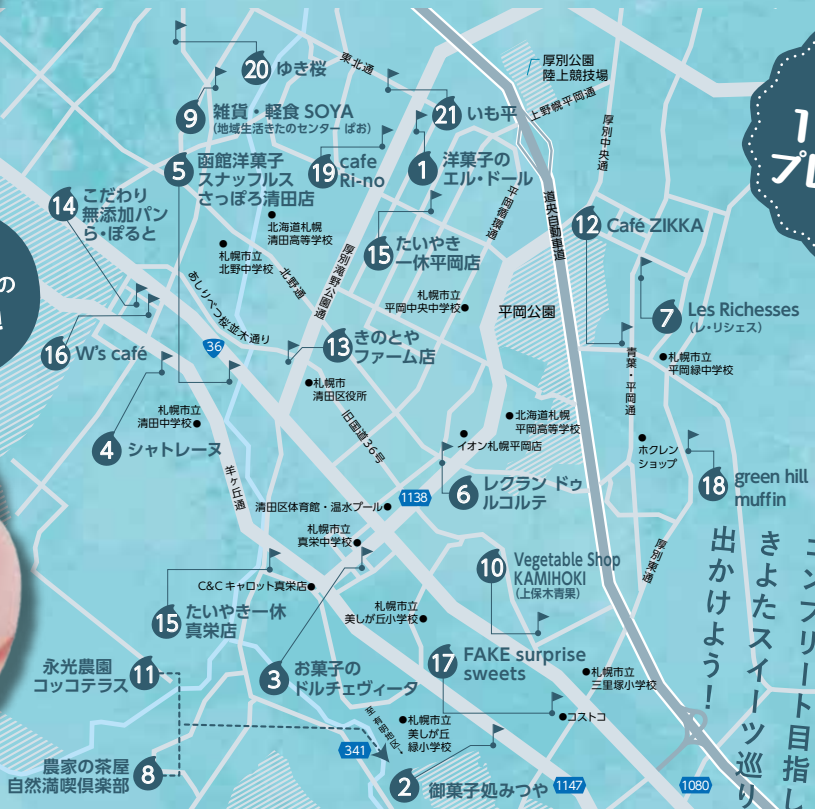 20 ゆき桜
東北通
厚別公園
陸上競技場
上野幌平岡通
厚別中央通
9 雑貨・軽食 SOYA
(地域生活きたのセンター ぱお)
21 いも平
5 函館洋菓子
スナッフルス
さっぽろ清田店
19 cafe
Ri-no
1 洋菓子の
エル・ドール
14 こだわり
無添加パン
ら・ぽると
北海道札幌
清田高等学校
札幌市立
北野中学校
北野通
厚別滝野公園通
15 たいやき
一休平岡店
平岡循環通
道央自動車道
12 Café ZIKKA
7 Les Richesses
(レ・リシェス)
札幌市立
平岡中央中学校
平岡公園
あしりべつ桜並木通り
36
16 W's café
13 きのとや
ファーム店
札幌市
清田区役所
旧国道36号
青葉・平岡通
札幌市立
平岡緑中学校
札幌市立
清田中学校
4 シャトレーヌ
羊ヶ丘通
北海道札幌
平岡高等学校
イオン札幌平岡店
ホクレン
ショップ
18 green hill
muffin
6 レクラン ドゥ
ルコルテ
1138
清田区体育館・温水プール
札幌市立
真栄中学校
厚別東通
10 Vegetable Shop
KAMIHOKI
(上保木青果)
C&C キャロット真栄店
15 たいやき一休
真栄店
札幌市立
美しが丘小学校
17 FAKE surprise
sweets
札幌市立
三里塚小学校
コストコ
11 永光農園
コッコテラス
3 お菓子の
ドルチェヴィータ
至 有明地区
341
札幌市立
美しが丘
緑小学校
8 農家の茶屋
自然満喫倶楽部
2 御菓子処みつや
1147
1080
コンプリート目指し
きよたスイーツ巡り
出かけよう！
1
プレ
の